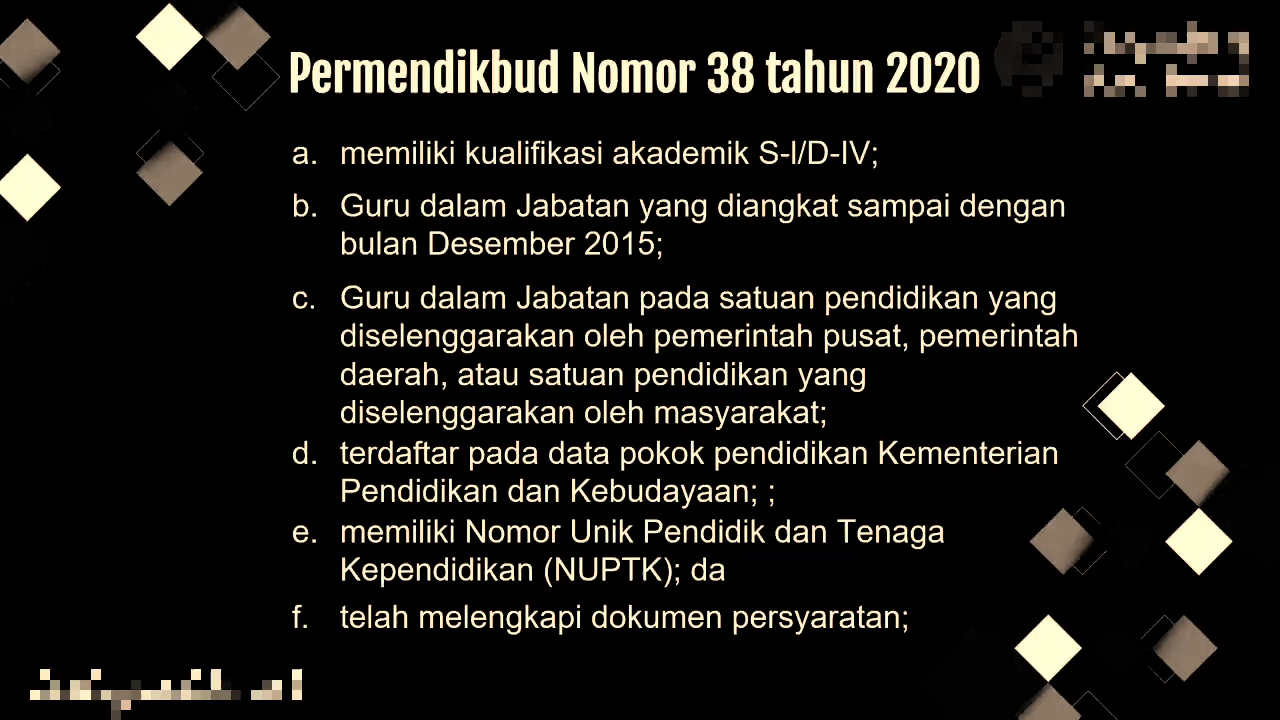 Permendikbud Nomor 38 tahun 2020
a. memiliki kualifikasi akademik S-I/D-IV;
b. Guru dalam Jabatan yang diangkat sampai dengan
bulan Desember 2015;
c. Guru dalam Jabatan pada satuan pendidikan yang
diselenggarakan oleh pemerintah pusat, pemerintah
daerah, atau satuan pendidikan yang
diselenggarakan oleh masyarakat;
d. terdaftar pada data pokok pendidikan Kementerian
Pendidikan dan Kebudayaan; ;
e. memiliki Nomor Unik Pendidik dan Tenaga
Kependidikan (NUPTK); da
f. telah melengkapi dokumen persyaratan;